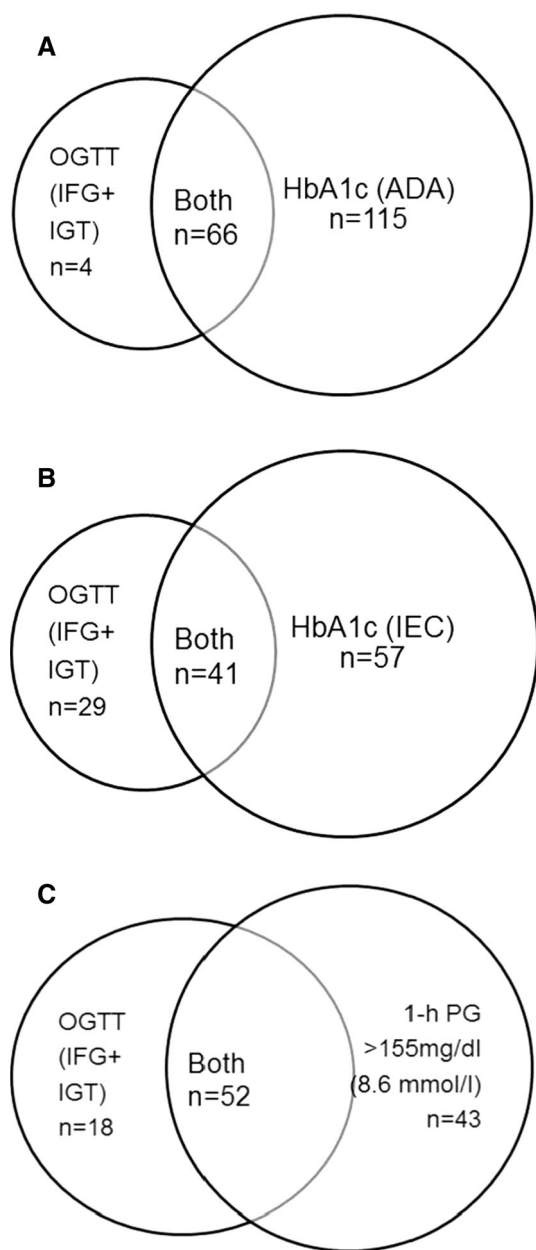 A
OGTT
(IFG+
IGT)
n=4
Both
n=66
HbA1c (ADA)
n=115
B
OGTT
(IFG+
IGT)
n=29
Both
n=41
HbA1c (IEC)
n=57
C
OGTT
(IFG+
IGT)
n=18
Both
n=52
1-h PG
>155mg/dl
(8.6 mmol/l)
n=43